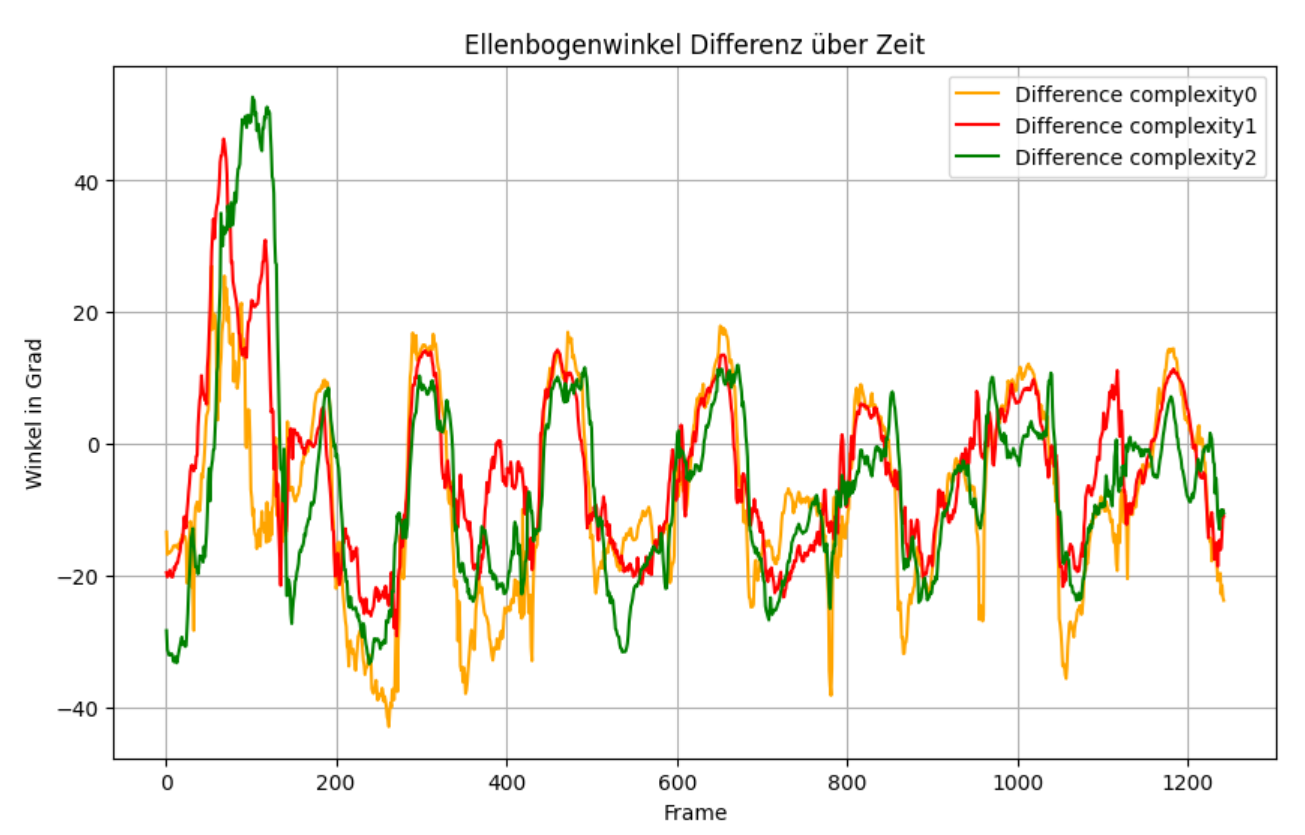 Ellenbogenwinkel Differenz über Zeit
Difference complexity0
Difference complexity1
Difference complexity2
Winkel in Grad
40
20
0
−20
−40
0 200 400 600 800 1000 1200
Frame